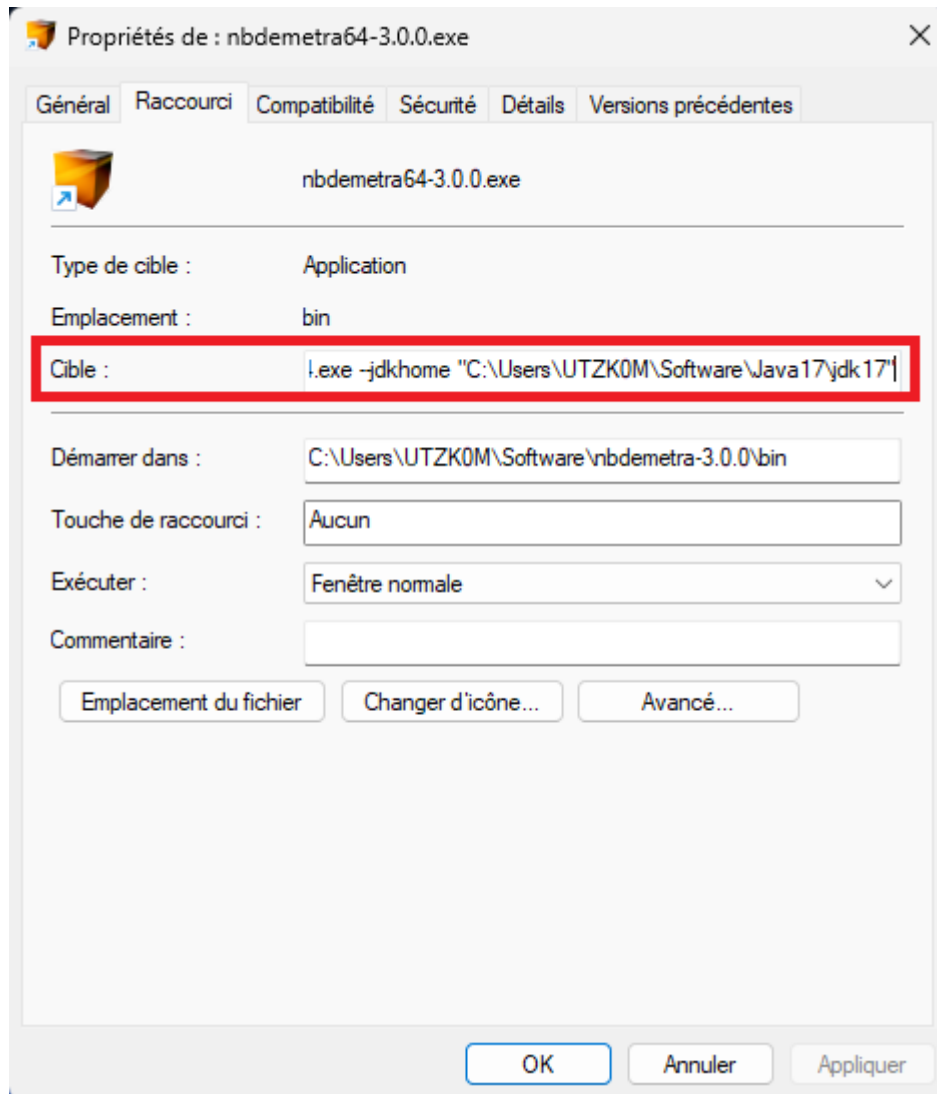 Propriétés de : nbdemetra64-3.0.0.exe
Général Raccourci Compatibilité Sécurité Détails Versions précédentes
nbdemetra64-3.0.0.exe
Type de cible : Application
Emplacement : bin
Cible : .exe --jdkhome "C:\Users\UTZK0M\Software\Java17\jdk17"
Démarrer dans : C:\Users\UTZK0M\Software\nbdemetra-3.0.0\bin
Touche de raccourci : Aucun
Exécuter : Fenêtre normale
Commentaire :
Emplacement du fichier Changer d'icône... Avancé...
OK Annuler Appliquer